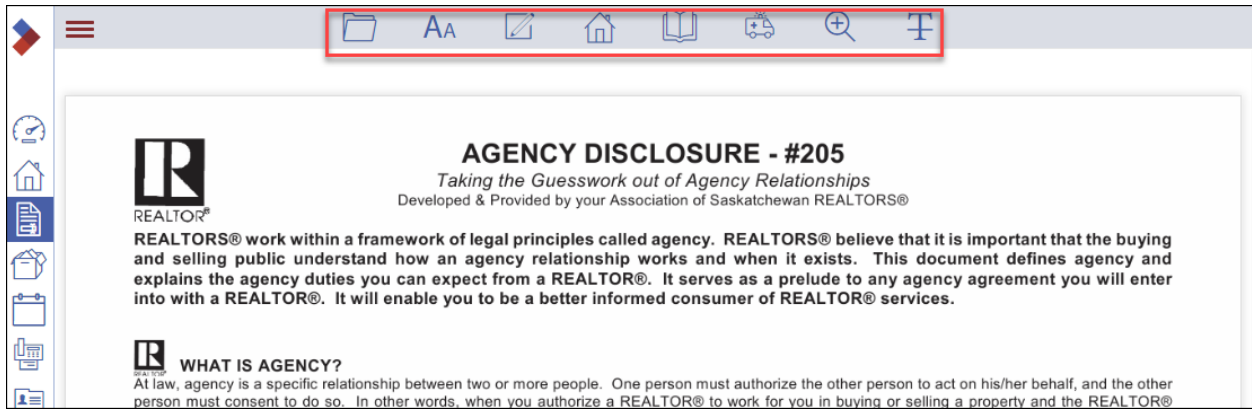 AA
T
R
REALTOR®
AGENCY DISCLOSURE - #205
Taking the Guesswork out of Agency Relationships
Developed & Provided by your Association of Saskatchewan REALTORS®
REALTORS® work within a framework of legal principles called agency.  REALTORS® believe that it is important that the buying
and selling public understand how an agency relationship works and when it exists.  This document defines agency and
explains the agency duties you can expect from a REALTOR®.  It serves as a prelude to any agency agreement you will enter
into with a REALTOR®.  It will enable you to be a better informed consumer of REALTOR® services.
R
REALTOR®
WHAT IS AGENCY?
At law, agency is a specific relationship between two or more people.  One person must authorize the other person to act on his/her behalf, and the other
person must consent to do so.  In other words, when you authorize a REALTOR® to work for you in buying or selling a property and the REALTOR®